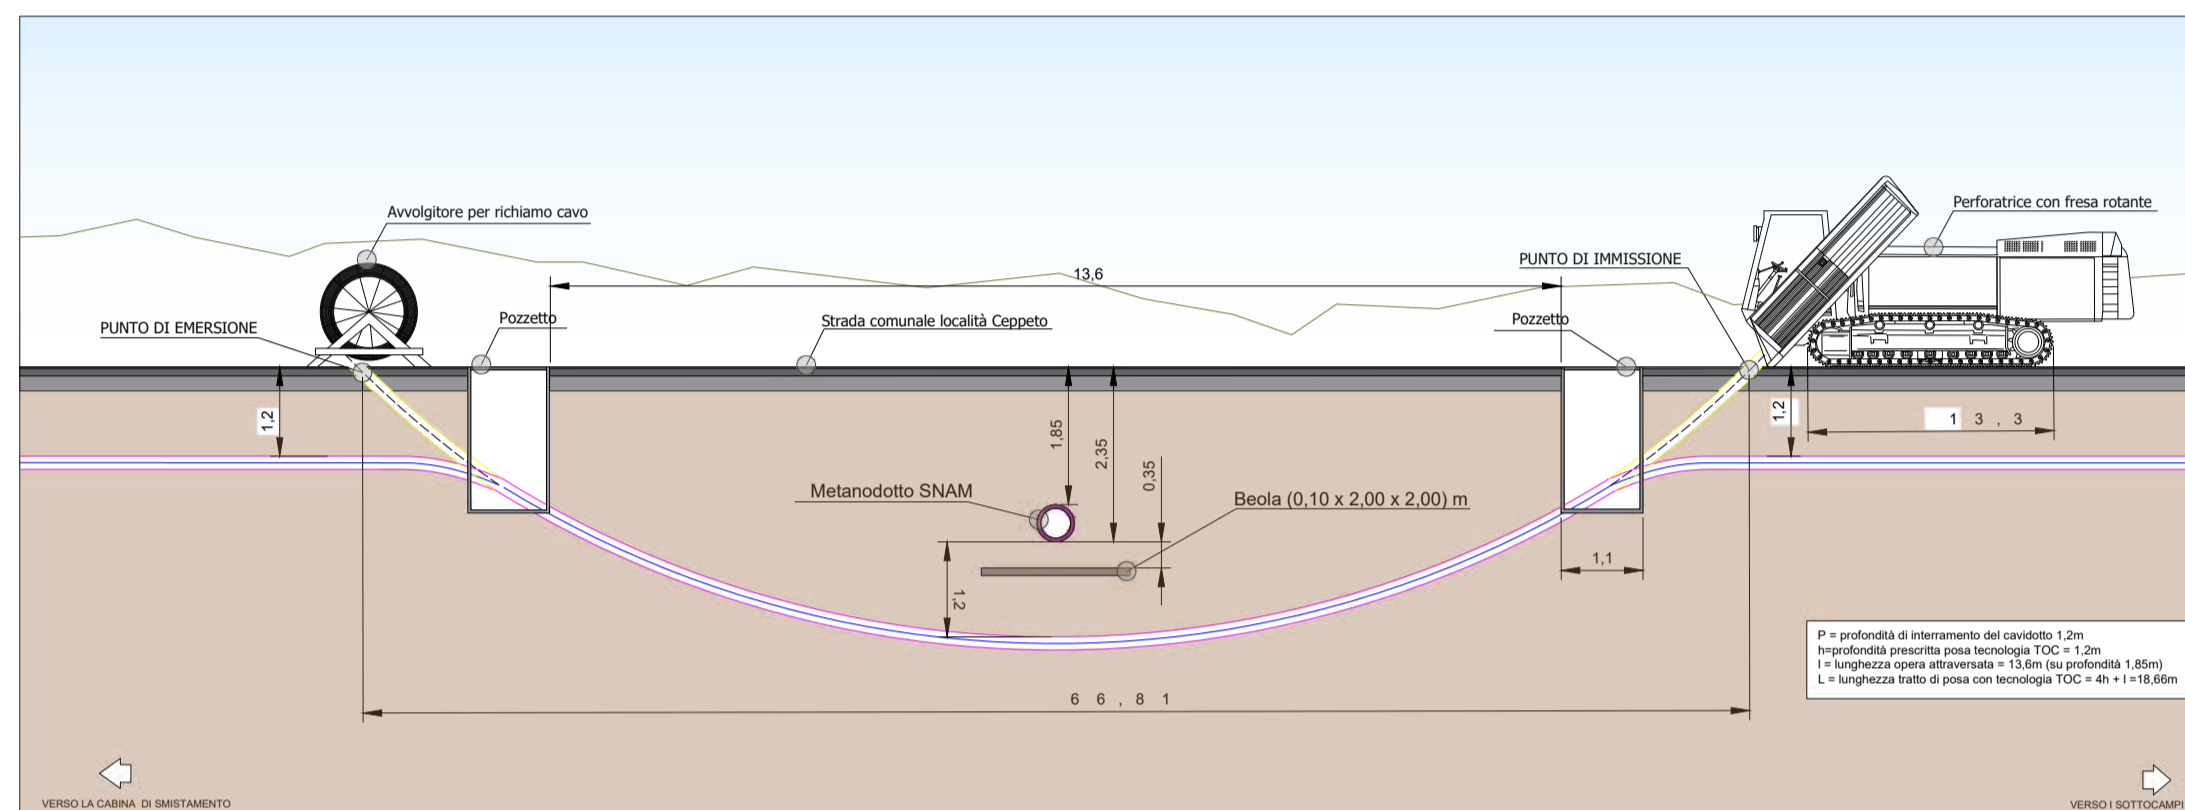 Avvolgitore per richiamo cavo
Perforatrice con fresa rotante
PUNTO DI IMMISSIONE
13,6
PUNTO DI EMERSIONE
Pozzetto
Strada comunale località Ceppeto
Pozzetto
1,2
1,85
2,35
0,35
1,2
1 3 , 3
Metanodotto SNAM
Beola (0,10 x 2,00 x 2,00) m
1,2
1,1
P = profondità di interramento del cavidotto 1,2m
h=profondità prescritta posa tecnologia TOC = 1,2m
l = lunghezza opera attraversata = 13,6m (su profondità 1,85m)
L = lunghezza tratto di posa con tecnologia TOC = 4h + l =18,66m
6 6 , 8 1
VERSO LA CABINA DI SMISTAMENTO
VERSO I SOTTOCAMPI